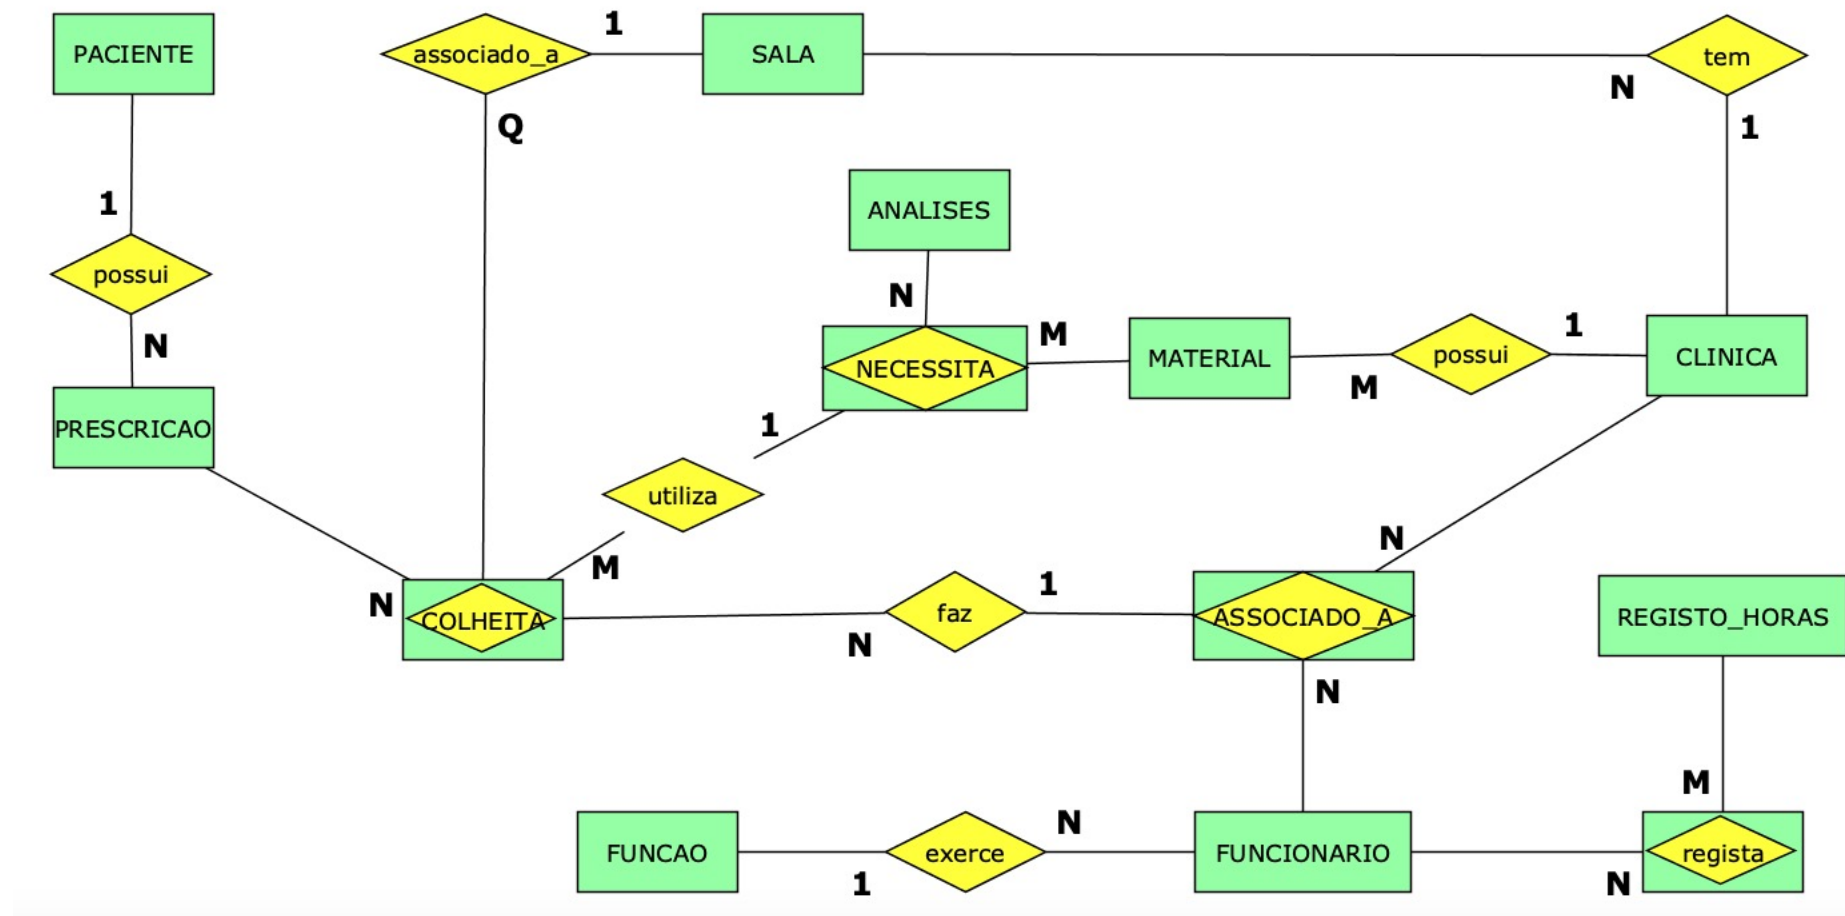 PACIENTE
associado_a
1
SALA
tem
N
1
Q
ANALISES
1
possui
N
N
M
NECESSITA
MATERIAL
possui
1
M
CLINICA
PRESCRICAO
1
utiliza
M
N
COLHEITA
N
faz
1
N
ASSOCIADO_A
N
REGISTO_HORAS
M
FUNCAO
1
exerce
N
FUNCIONARIO
N
regista